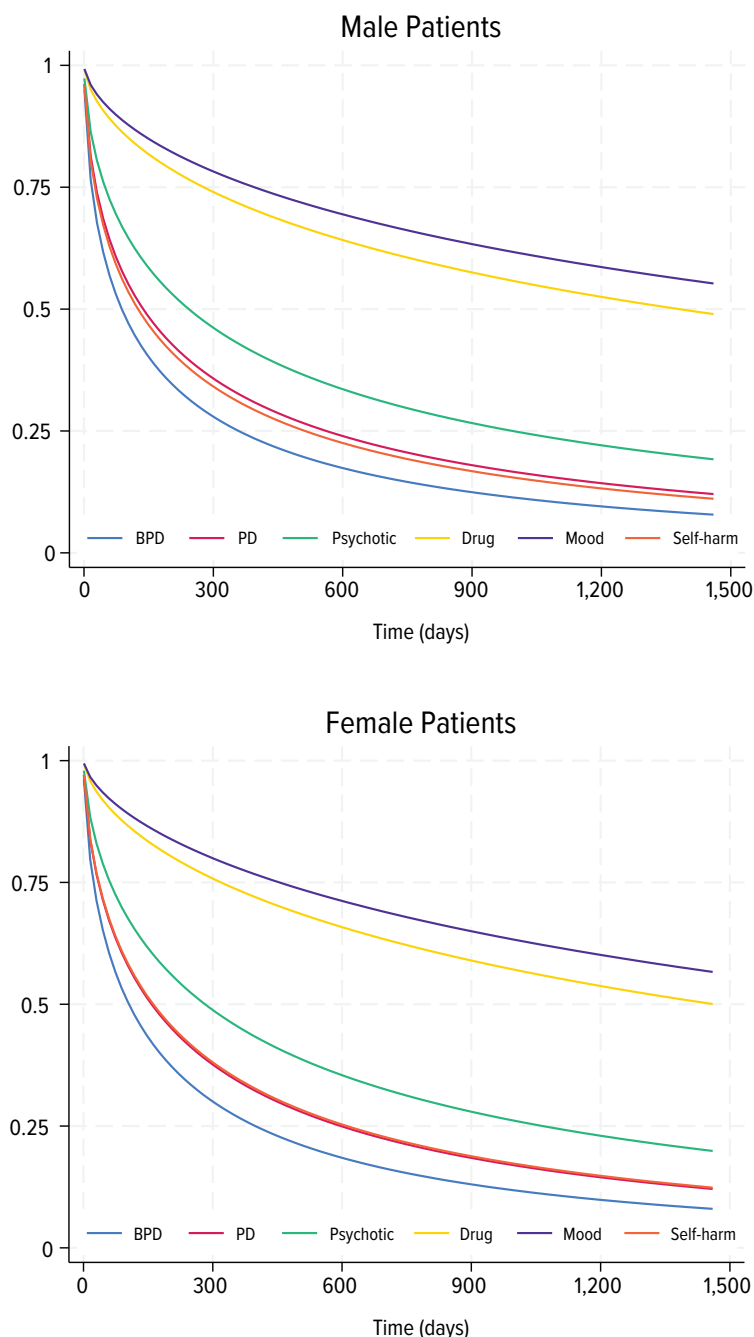 Male Patients
1
0.75
0.5
0.25
0
BPD PD Psychotic Drug Mood Self-harm
0 300 600 900 1,200 1,500
Time (days)
Female Patients
1
0.75
0.5
0.25
0
BPD PD Psychotic Drug Mood Self-harm
0 300 600 900 1,200 1,500
Time (days)